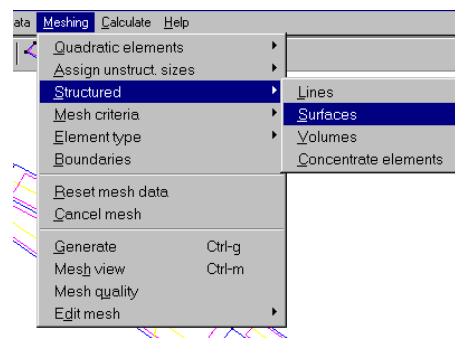 ata Meshing Calculate Help
Quadratic elements
Assign unstruct. sizes
Structured
Mesh criteria
Element type
Boundaries
Reset mesh data
Cancel mesh
Generate Ctrl-g
Mesh view Ctrl-m
Mesh quality
Edit mesh
Lines
Surfaces
Volumes
Concentrate elements